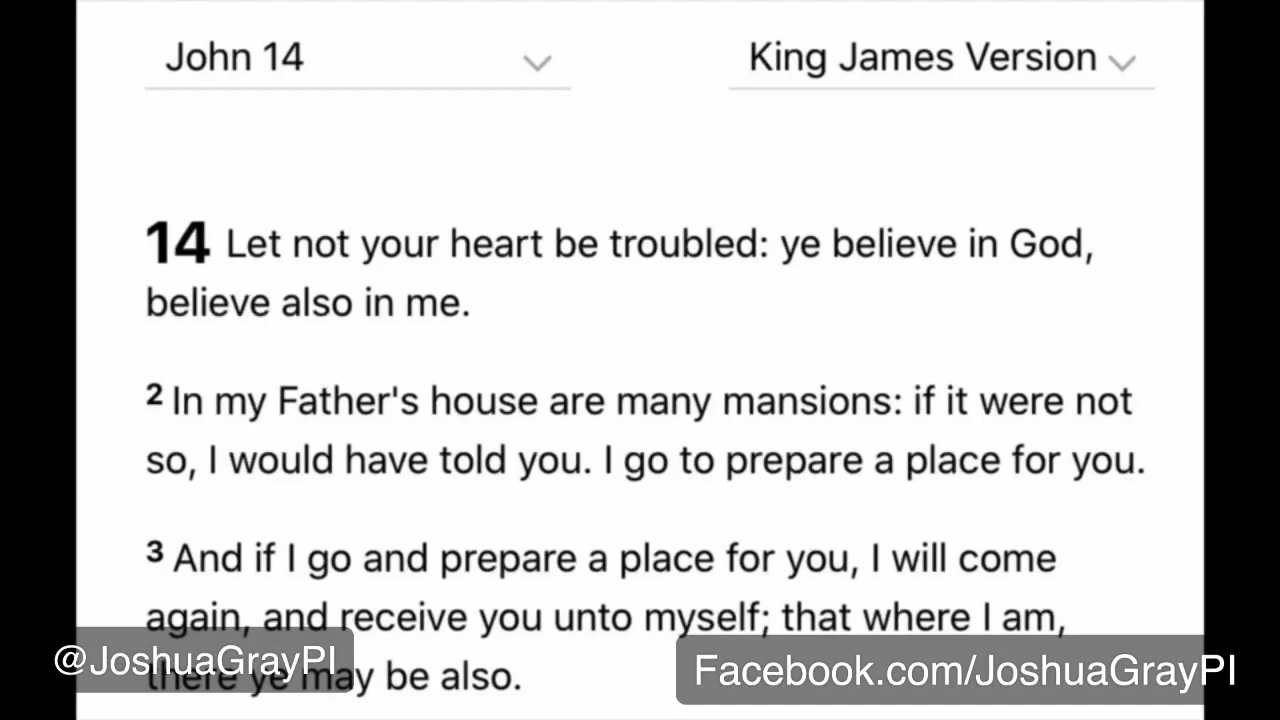 John 14
King James Version
14 Let not your heart be troubled: ye believe in God,
believe also in me.
2 In my Father's house are many mansions: if it were not
so, I would have told you. I go to prepare a place for you.
3 And if I go and prepare a place for you, I will come
again, and receive you unto myself; that where I am,
there ye may be also.
@JoshuaGrayPI
Facebook.com/JoshuaGrayPI